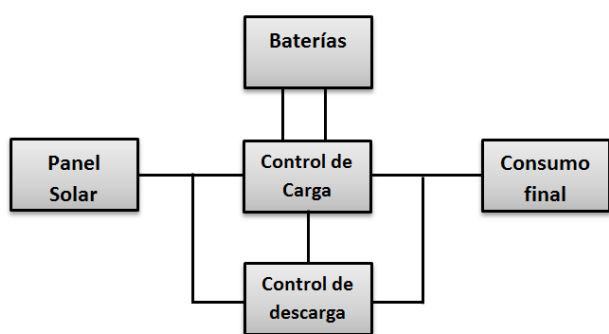 Baterías
Panel
Solar
Control de
Carga
Consumo
final
Control de
descarga